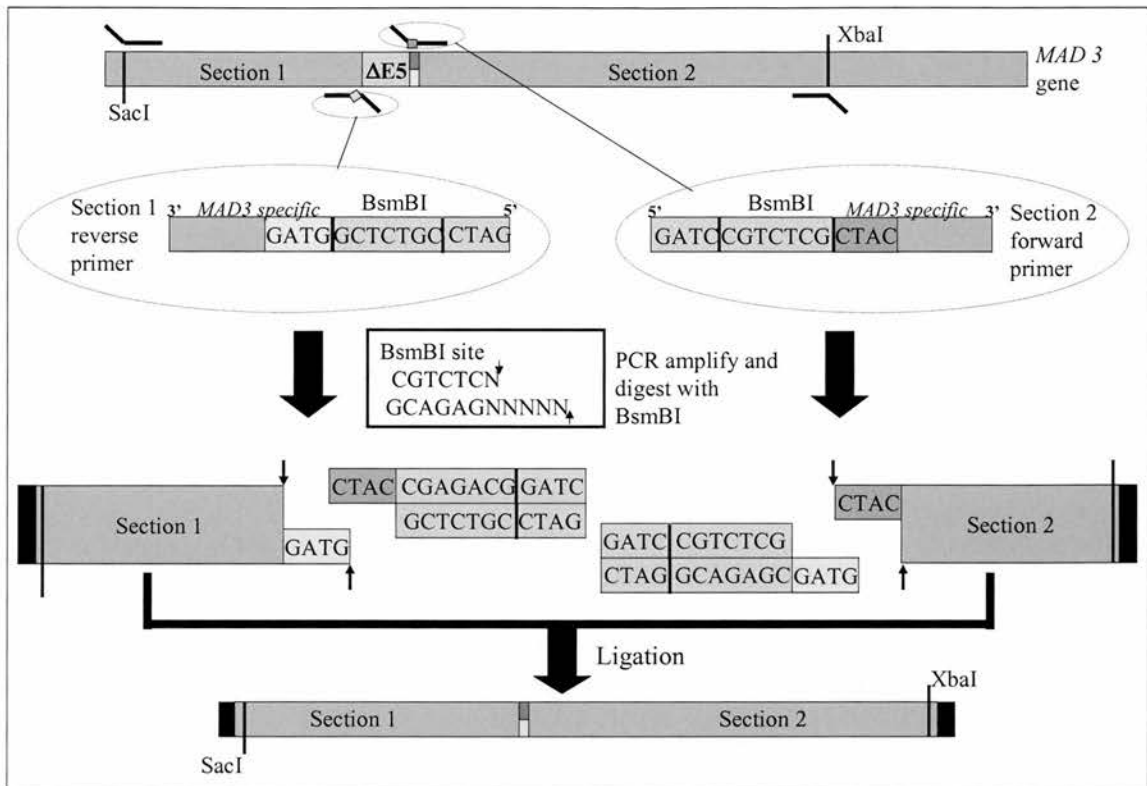 XbaI
Section 1
ΔE5
Section 2
MAD 3
gene
SacI
Section 1
reverse
primer
3' MAD3 specific BsmBI 5'
GATG GCTCTGC CTAG
5' BsmBI MAD3 specific 3'
GATC CGTCTCG CTAC
Section 2
forward
primer
BsmBI site
CGTCTCN
GCAGAGNNNNN
PCR amplify and
digest with
BsmBI
Section 1
GATG
CTAC CGAGACG GATC
GCTCTGC CTAG
GATC CGTCTCG
CTAG GCAGAGC GATG
CTAC
Section 2
Ligation
XbaI
Section 1
Section 2
SacI